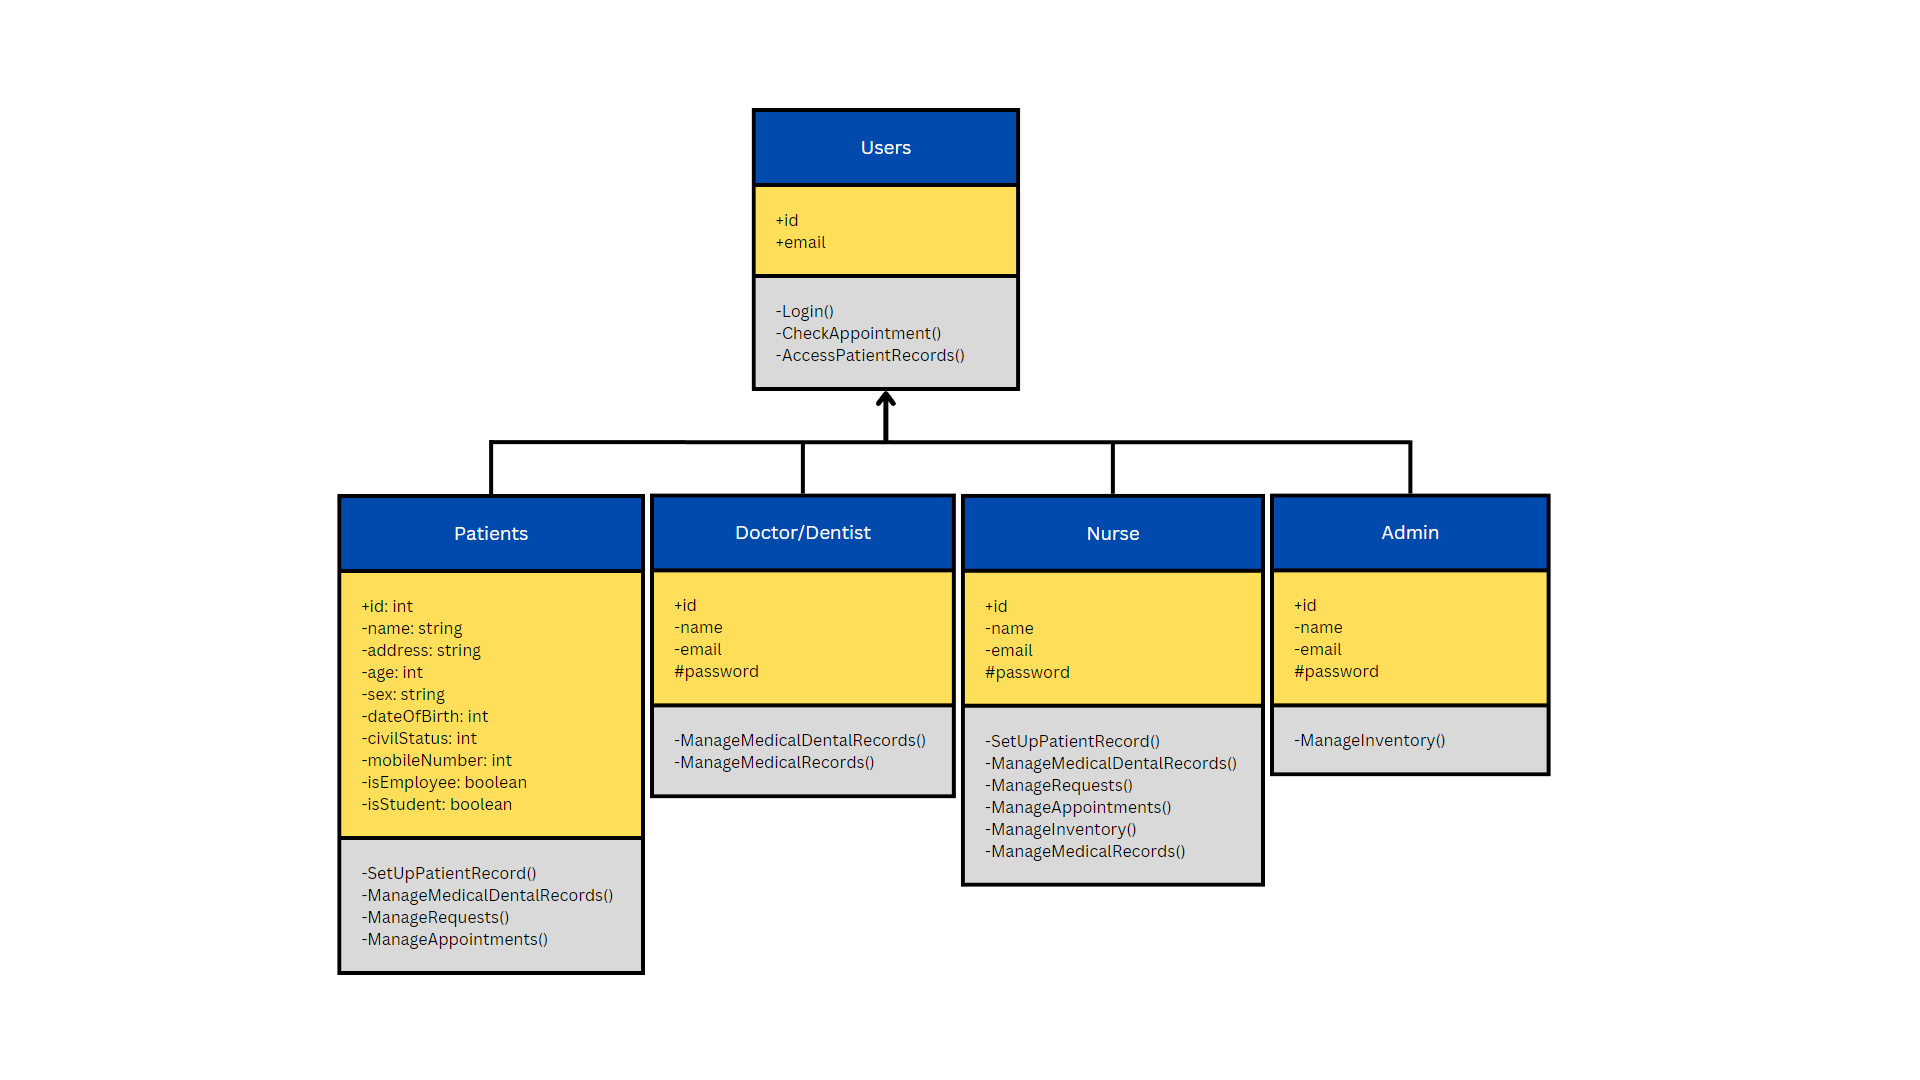 Users
+id
+email
-Login()
-CheckAppointment()
-AccessPatientRecords()
Patients
+id: int
-name: string
-address: string
-age: int
-sex: string
-dateOfBirth: int
-civilStatus: int
-mobileNumber: int
-isEmployee: boolean
-isStudent: boolean
-SetUpPatientRecord()
-ManageMedicalDentalRecords()
-ManageRequests()
-ManageAppointments()
Doctor/Dentist
+id
-name
-email
#password
-ManageMedicalDentalRecords()
-ManageMedicalRecords()
Nurse
+id
-name
-email
#password
-SetUpPatientRecord()
-ManageMedicalDentalRecords()
-ManageRequests()
-ManageAppointments()
-ManageInventory()
-ManageMedicalRecords()
Admin
+id
-name
-email
#password
-ManageInventory()